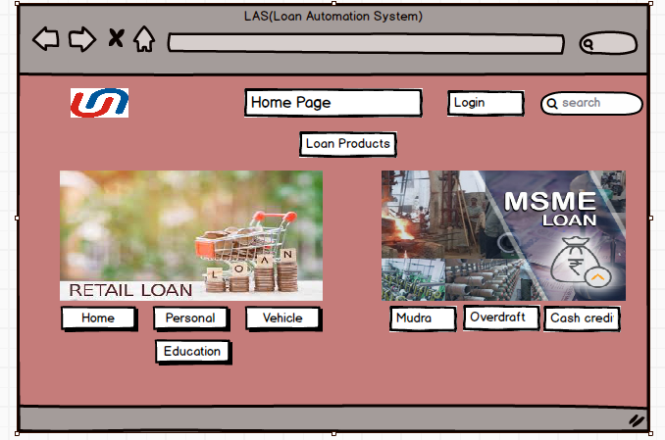 LAS(Loan Automation System)
Home Page
Login
search
Loan Products
RETAIL LOAN
LOAN
MSME
LOAN
₹
Home
Personal
Vehicle
Education
Mudra
Overdraft
Cash credi